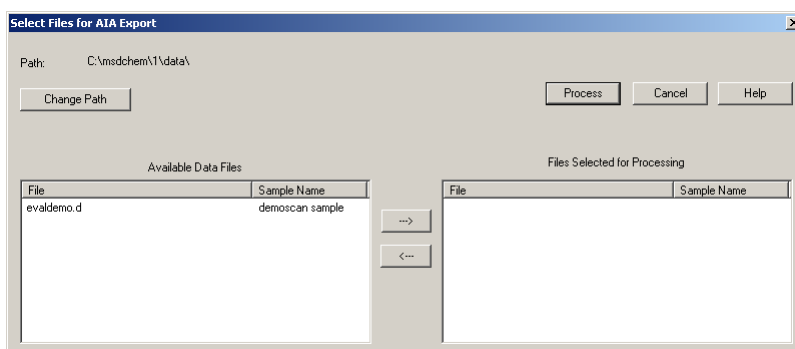 Select Files for AIA Export
Path: C:\msdchem\1\data\
Change Path
Process Cancel Help
Available Data Files
Files Selected for Processing
File Sample Name
File Sample Name
evaldemo.d demoscan sample
--->
<---